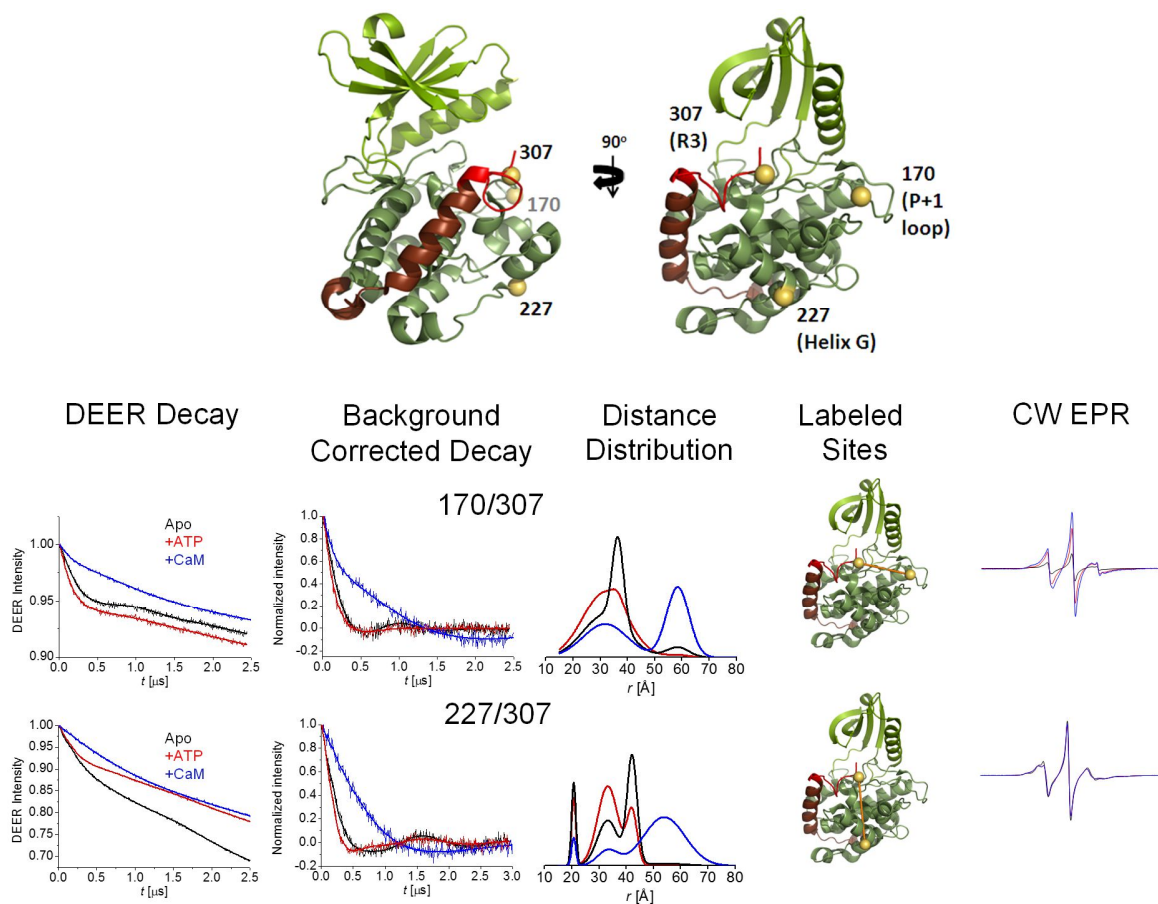 307
170
227
90°
307
(R3)
170
(P+1
loop)
227
(Helix G)
DEER Decay
Background
Corrected Decay
Distance
Distribution
Labeled
Sites
CW EPR
170/307
DEER Intensity
1.00
0.95
0.90
Apo
+ATP
+CaM
0.0 0.5 1.0 1.5 2.0 2.5
t [μs]
Normalized intensity
1.0
0.8
0.6
0.4
0.2
0.0
-0.2
0.0 0.5 1.0 1.5 2.0 2.5
t [μs]
10 20 30 40 50 60 70 80
r [Å]
227/307
DEER Intensity
1.00
0.95
0.90
0.85
0.80
0.75
0.70
Apo
+ATP
+CaM
0.0 0.5 1.0 1.5 2.0 2.5
t [μs]
Normalized intensity
1.0
0.8
0.6
0.4
0.2
0.0
-0.2
0.0 0.5 1.0 1.5 2.0 2.5 3.0
t [μs]
10 20 30 40 50 60 70 80
r [Å]